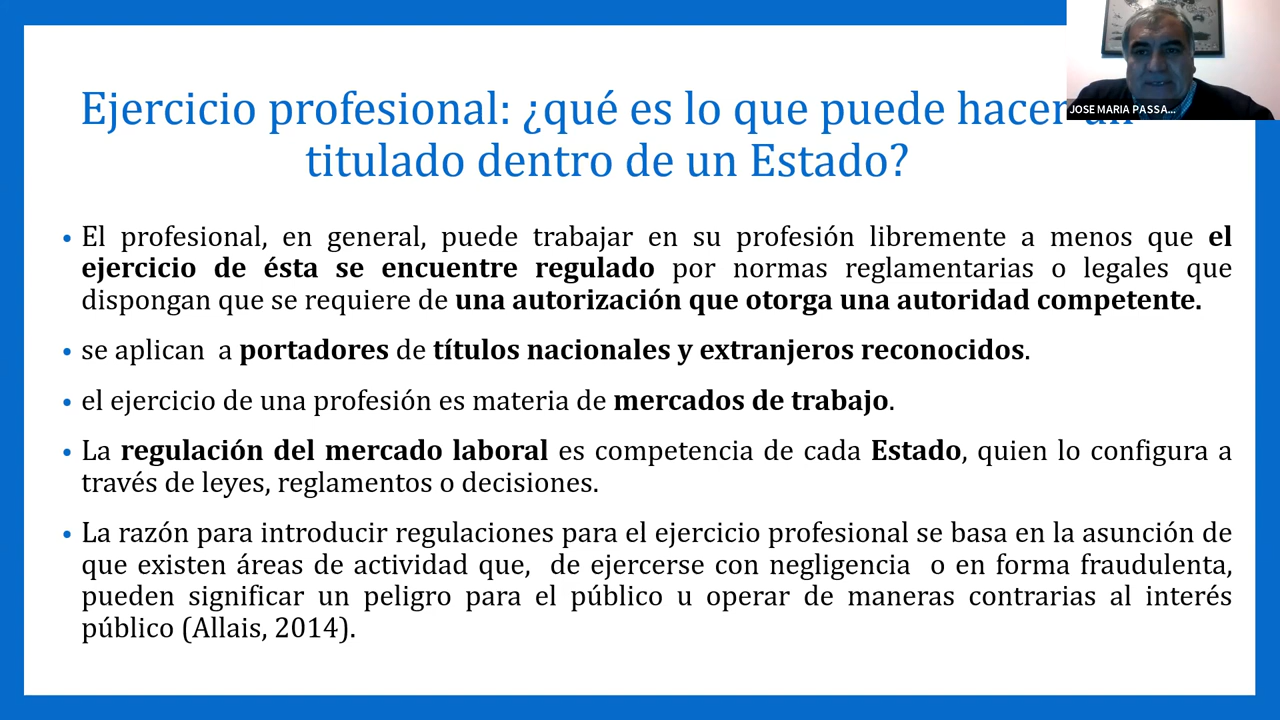 Ejercicio profesional: ¿qué es lo que puede hacer un
titulado dentro de un Estado?
JOSE MARIA PASSA...
• El profesional, en general, puede trabajar en su profesión libremente a menos que el
ejercicio de ésta se encuentre regulado por normas reglamentarias o legales que
dispongan que se requiere de una autorización que otorga una autoridad competente.
• se aplican a portadores de títulos nacionales y extranjeros reconocidos.
• el ejercicio de una profesión es materia de mercados de trabajo.
• La regulación del mercado laboral es competencia de cada Estado, quien lo configura a
través de leyes, reglamentos o decisiones.
• La razón para introducir regulaciones para el ejercicio profesional se basa en la asunción de
que existen áreas de actividad que, de ejercerse con negligencia o en forma fraudulenta,
pueden significar un peligro para el público u operar de maneras contrarias al interés
público (Allais, 2014).